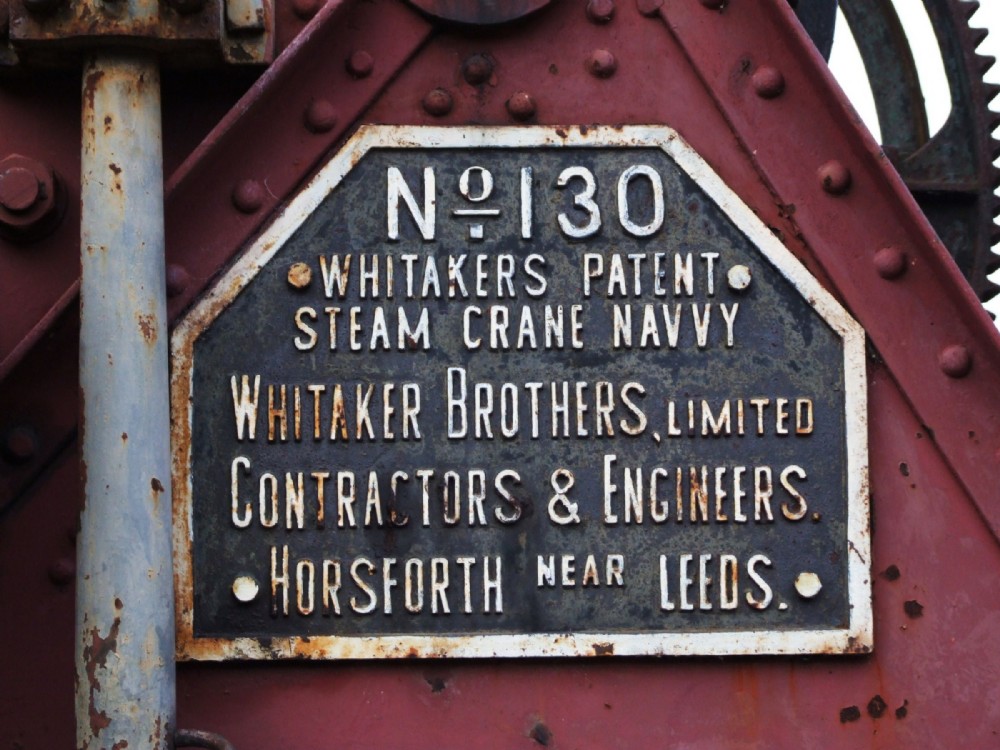 Nº 130
WHITAKERS PATENT
STEAM CRANE NAVVY
WHITAKER BROTHERS, LIMITED
CONTRACTORS & ENGINEERS.
HORSFORTH NEAR LEEDS.